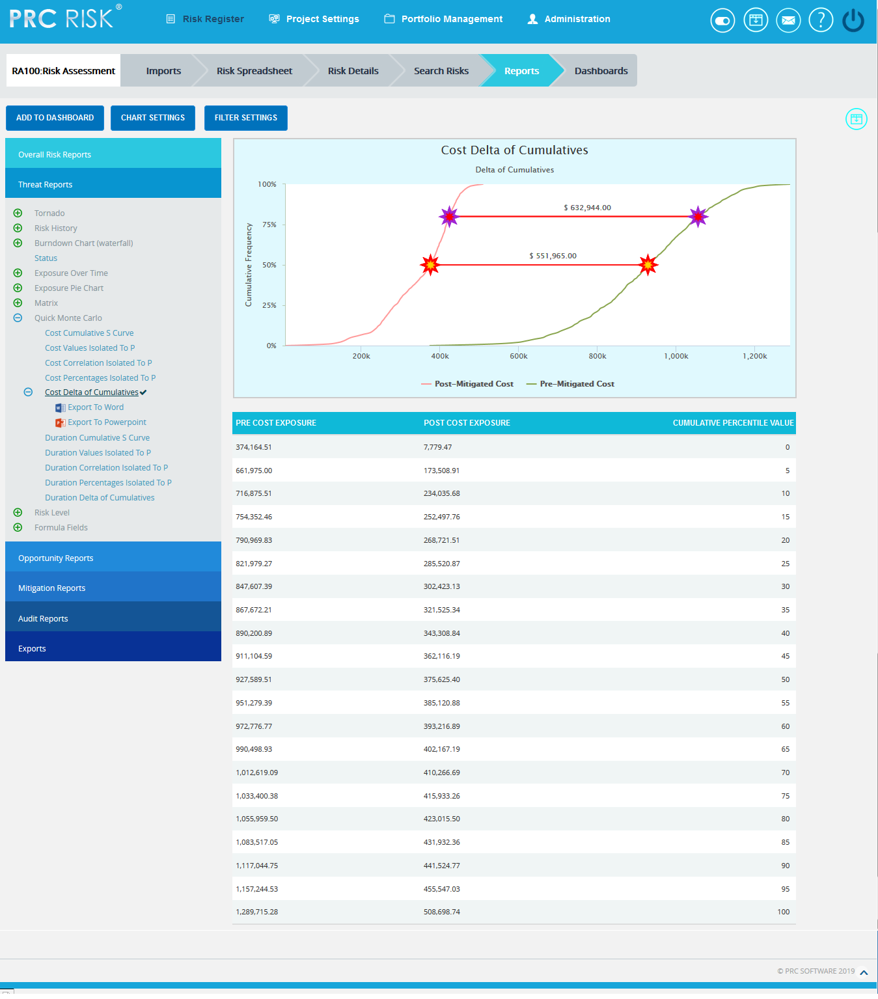 PRC RISK®
Risk Register Project Settings Portfolio Management Administration
?
RA100:Risk Assessment Imports Risk Spreadsheet Risk Details Search Risks Reports Dashboards
ADD TO DASHBOARD CHART SETTINGS FILTER SETTINGS
Overall Risk Reports
Threat Reports
Tornado
Risk History
Burndown Chart (waterfall)
Status
Exposure Over Time
Exposure Pie Chart
Matrix
Quick Monte Carlo
Cost Cumulative S Curve
Cost Values Isolated To P
Cost Correlation Isolated To P
Cost Percentages Isolated To P
Cost Delta of Cumulatives
Export To Word
Export To Powerpoint
Duration Cumulative S Curve
Duration Values Isolated To P
Duration Correlation Isolated To P
Duration Percentages Isolated To P
Duration Delta of Cumulatives
Risk Level
Formula Fields
Opportunity Reports
Mitigation Reports
Audit Reports
Exports
Cost Delta of Cumulatives
Delta of Cumulatives
Cumulative Frequency
100%
75%
50%
25%
0%
$ 632,944.00
$ 551,965.00
200k 400k 600k 800k 1,000k 1,200k
Post-Mitigated Cost Pre-Mitigated Cost
PRE COST EXPOSURE POST COST EXPOSURE CUMULATIVE PERCENTILE VALUE
374,164.51 7,779.47 0
661,975.00 173,508.91 5
716,875.51 234,035.68 10
754,352.46 252,497.76 15
790,969.83 268,721.51 20
821,979.27 285,520.87 25
847,607.39 302,423.13 30
867,672.21 321,525.34 35
890,200.89 343,308.84 40
911,104.59 362,116.19 45
927,589.51 375,625.40 50
951,279.39 385,120.88 55
972,776.77 393,216.89 60
990,498.93 402,167.19 65
1,012,619.09 410,266.69 70
1,033,400.38 415,933.26 75
1,055,959.50 423,015.50 80
1,083,517.05 431,932.36 85
1,117,044.75 441,524.77 90
1,157,244.53 455,547.03 95
1,289,715.28 508,698.74 100
© PRC SOFTWARE 2019